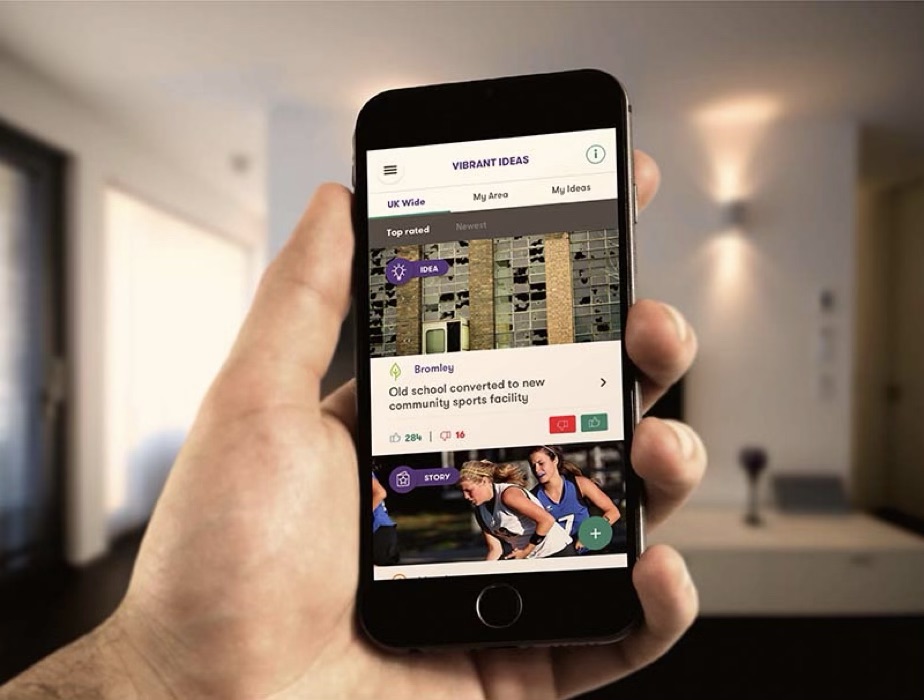 VIBRANT IDEAS
UK Wide My Area My Ideas
Top rated Newest
IDEA
Bromley
Old school converted to new
community sports facility
284 | 16
STORY
7